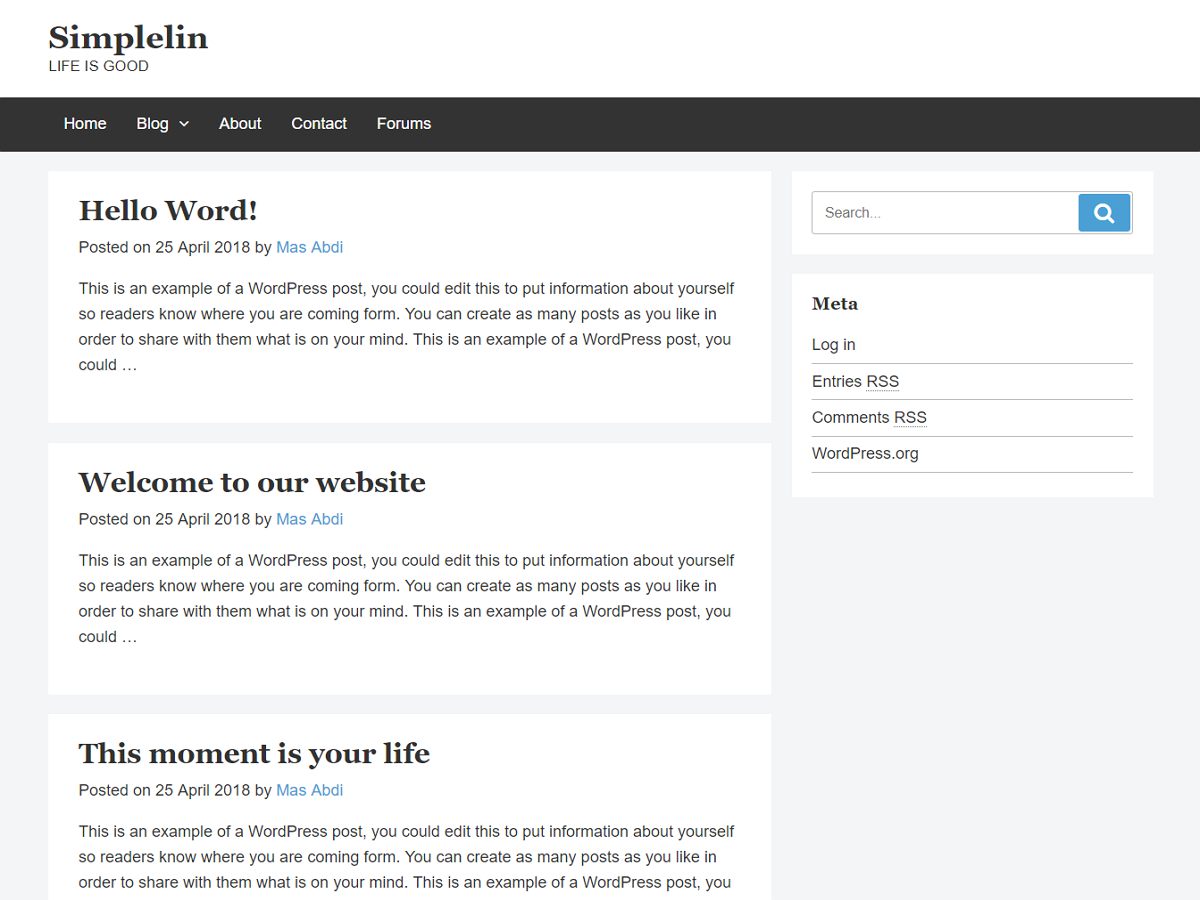 Simplelin
LIFE IS GOOD
Home Blog About Contact Forums
Hello Word!
Posted on 25 April 2018 by Mas Abdi
This is an example of a WordPress post, you could edit this to put information about yourself
so readers know where you are coming form. You can create as many posts as you like in
order to share with them what is on your mind. This is an example of a WordPress post, you
could …
Welcome to our website
Posted on 25 April 2018 by Mas Abdi
This is an example of a WordPress post, you could edit this to put information about yourself
so readers know where you are coming form. You can create as many posts as you like in
order to share with them what is on your mind. This is an example of a WordPress post, you
could …
This moment is your life
Posted on 25 April 2018 by Mas Abdi
This is an example of a WordPress post, you could edit this to put information about yourself
so readers know where you are coming form. You can create as many posts as you like in
order to share with them what is on your mind. This is an example of a WordPress post, you
Search...
Meta
Log in
Entries RSS
Comments RSS
WordPress.org